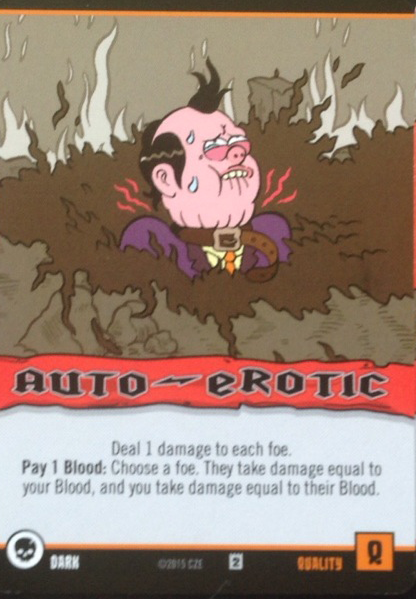 AUTO-EROTIC
Deal 1 damage to each foe.
Pay 1 Blood: Choose a foe. They take damage equal to
your Blood, and you take damage equal to their Blood.
DARK ©2015 CZE 2 QUALITY Q